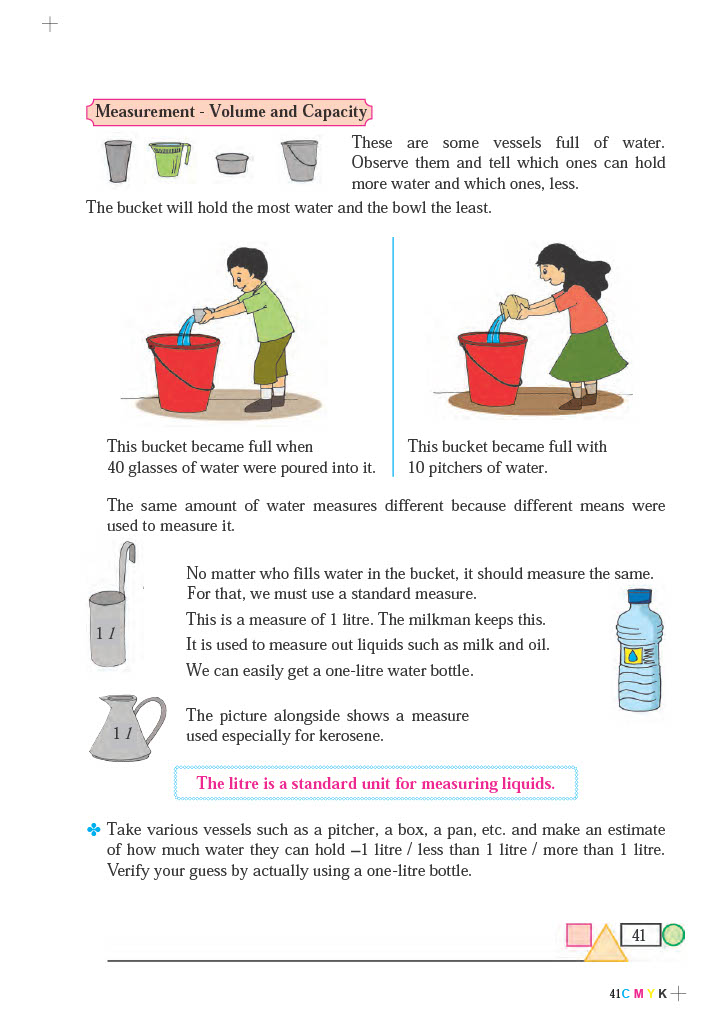 Measurement - Volume and Capacity
These are some vessels full of water.
Observe them and tell which ones can hold
more water and which ones, less.
The bucket will hold the most water and the bowl the least.
This bucket became full when
40 glasses of water were poured into it.
This bucket became full with
10 pitchers of water.
The same amount of water measures different because different means were
used to measure it.
No matter who fills water in the bucket, it should measure the same.
For that, we must use a standard measure.
This is a measure of 1 litre. The milkman keeps this.
1 l
It is used to measure out liquids such as milk and oil.
We can easily get a one-litre water bottle.
The picture alongside shows a measure
1 l
used especially for kerosene.
The litre is a standard unit for measuring liquids.
✤ Take various vessels such as a pitcher, a box, a pan, etc. and make an estimate
of how much water they can hold –1 litre / less than 1 litre / more than 1 litre.
Verify your guess by actually using a one-litre bottle.
41
41C M Y K